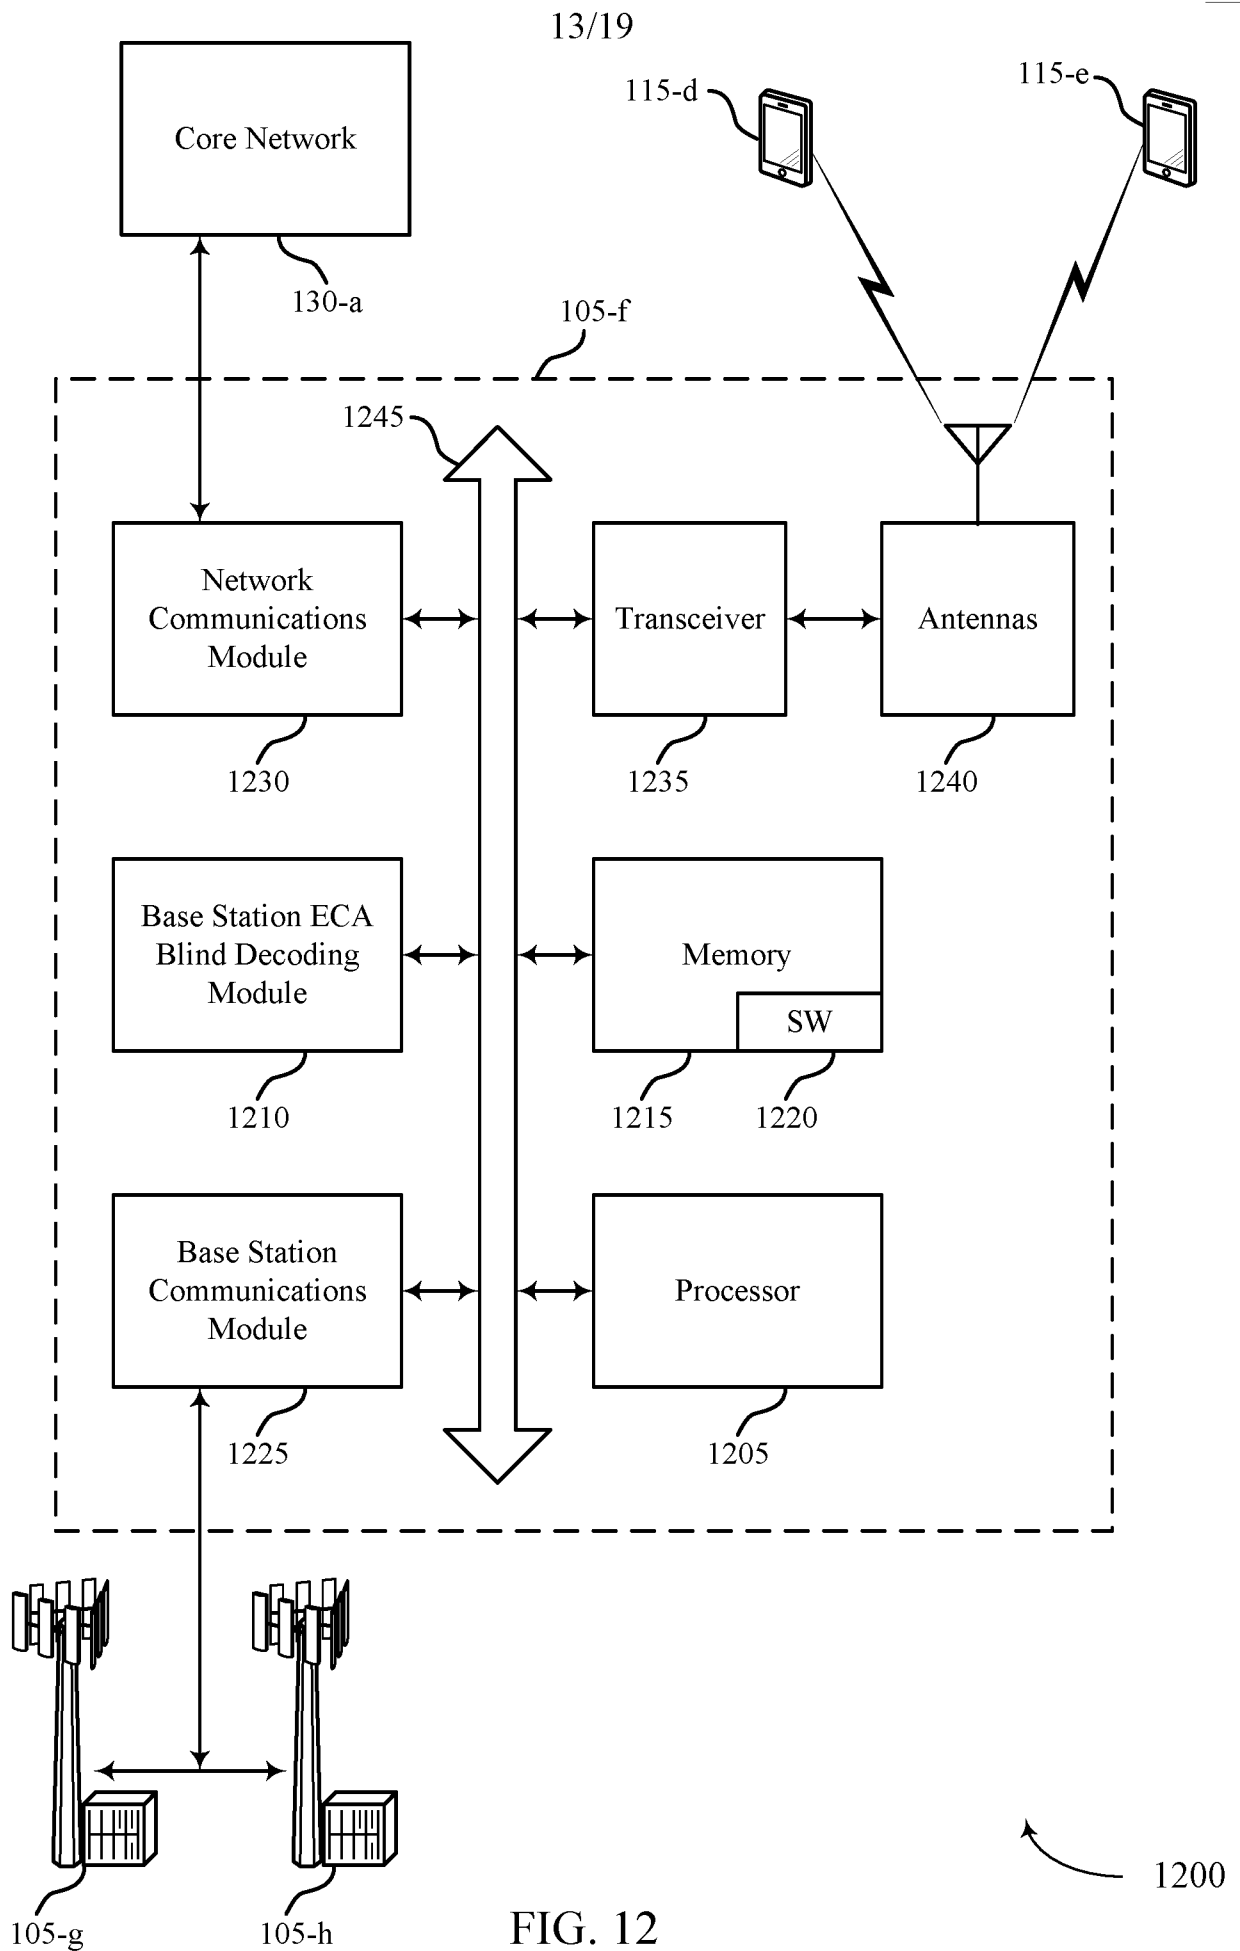 13/19
115-d
115-e
Core Network
130-a
105-f
1245
Network
Communications
Module
Transceiver
Antennas
1230
1235
1240
Base Station ECA
Blind Decoding
Module
Memory
SW
1210
1215
1220
Base Station
Communications
Module
Processor
1225
1205
1200
105-g
105-h
FIG. 12